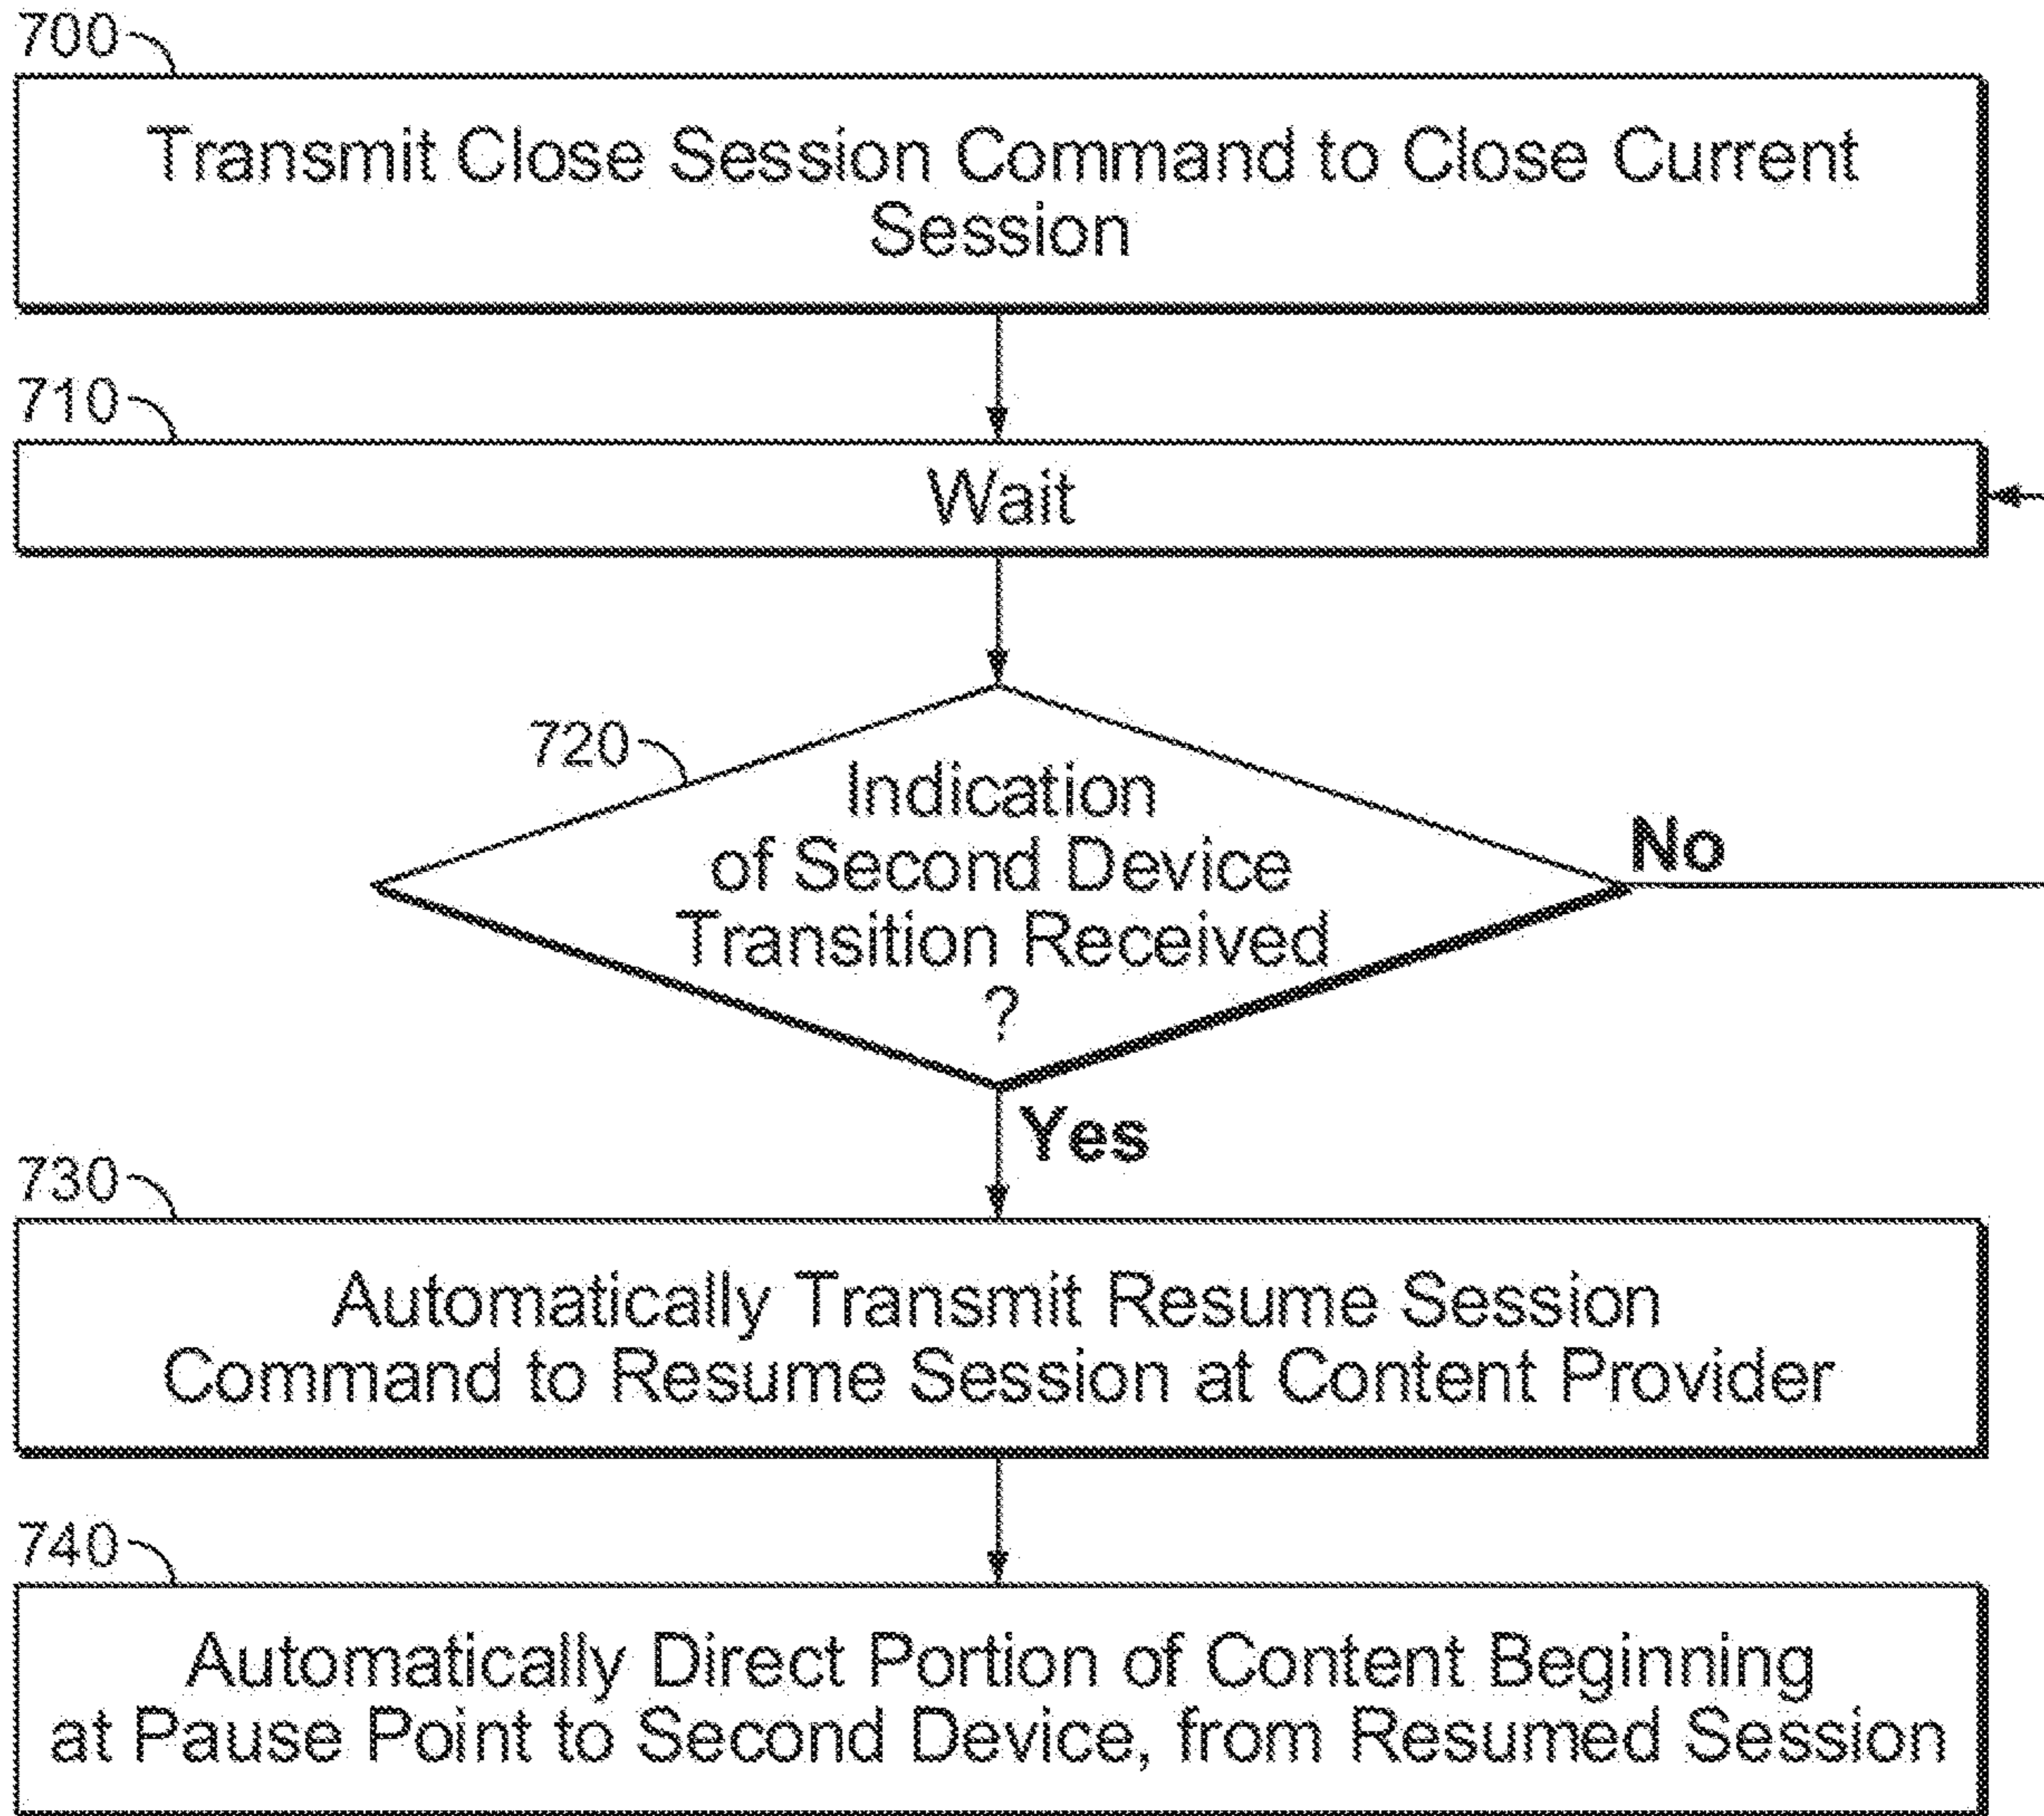 700
Transmit Close Session Command to Close Current
Session
710
Wait
720
Indication
of Second Device
Transition Received
?
No
Yes
730
Automatically Transmit Resume Session
Command to Resume Session at Content Provider
740
Automatically Direct Portion of Content Beginning
at Pause Point to Second Device, from Resumed Session